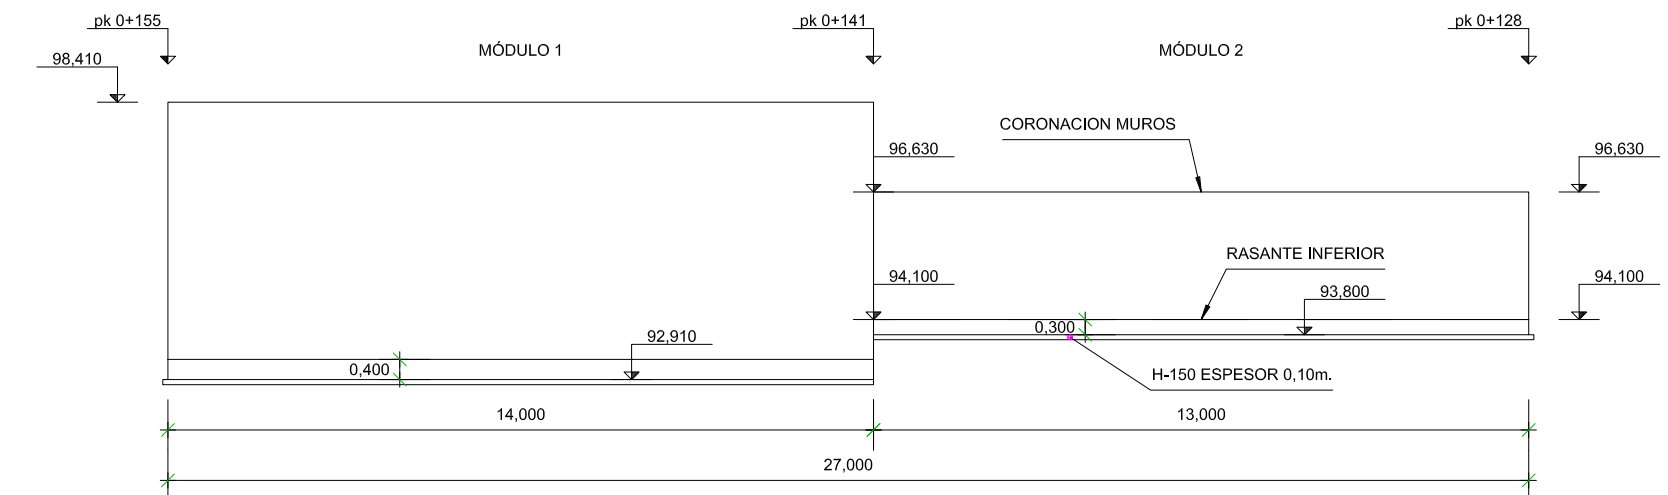 pk 0+155
pk 0+141
pk 0+128
MÓDULO 1
MÓDULO 2
98,410
CORONACION MUROS
96,630
96,630
RASANTE INFERIOR
94,100
94,100
93,800
0,300
92,910
0,400
H-150 ESPESOR 0,10m.
14,000
13,000
27,000